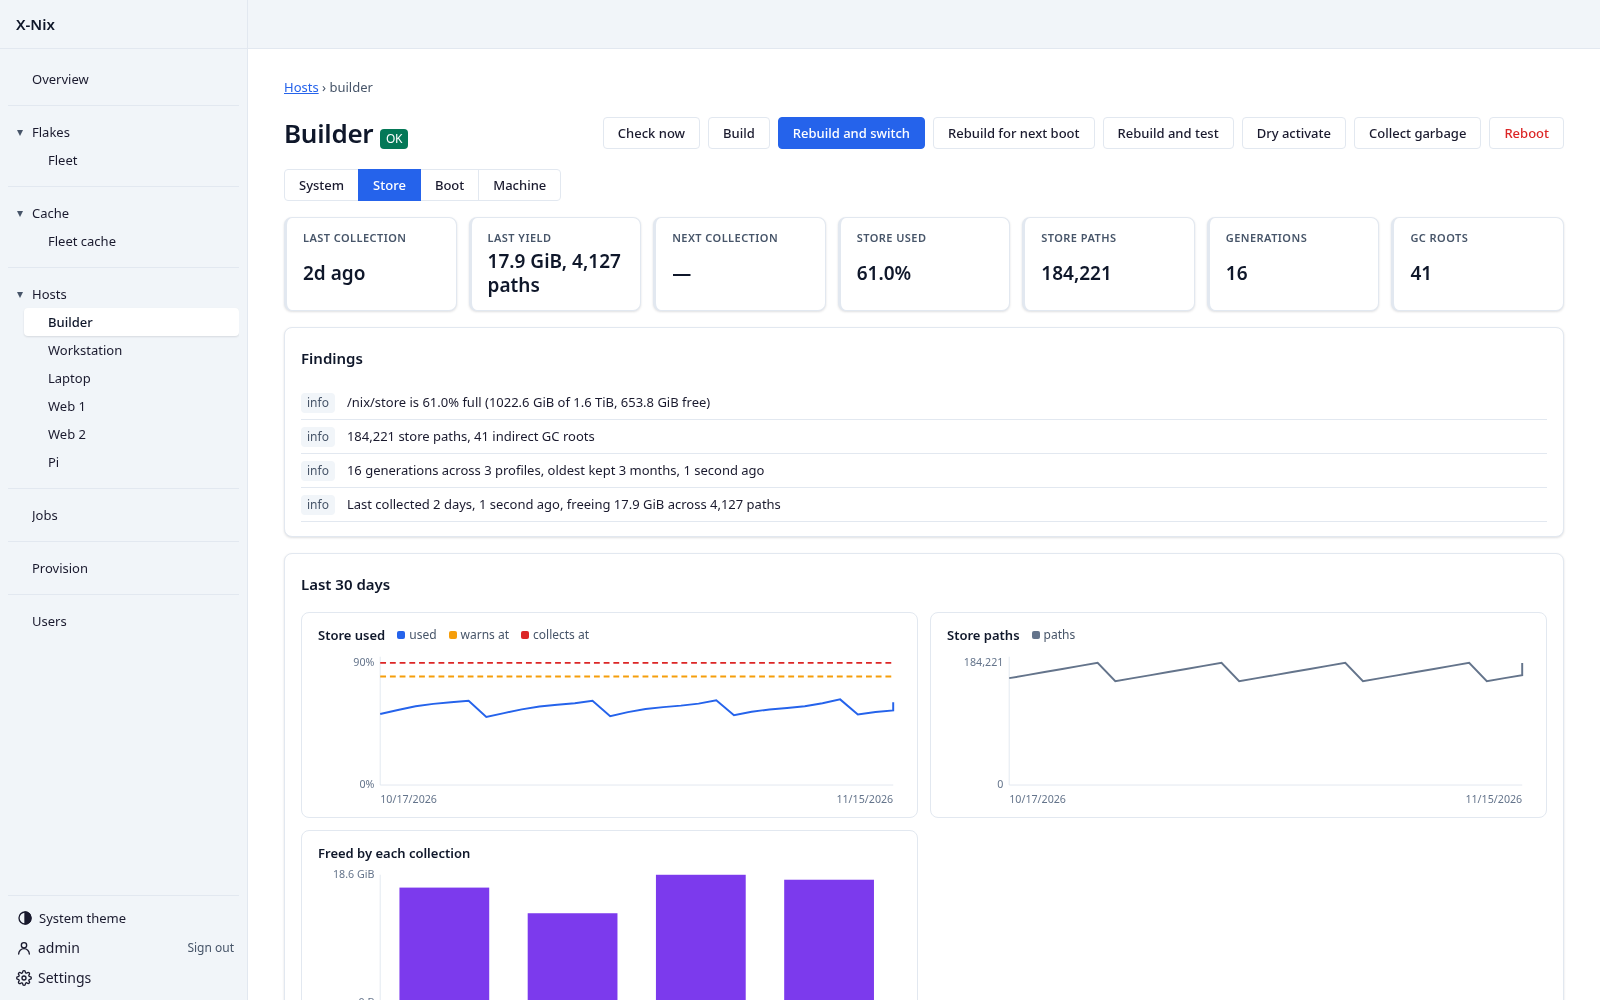 X-Nix
Overview
Flakes
Fleet
Cache
Fleet cache
Hosts
Builder
Workstation
Laptop
Web 1
Web 2
Pi
Jobs
Provision
Users
System theme
admin Sign out
Settings
Hosts › builder
Builder OK
Check now Build Rebuild and switch Rebuild for next boot Rebuild and test Dry activate Collect garbage Reboot
System Store Boot Machine
LAST COLLECTION
2d ago
LAST YIELD
17.9 GiB, 4,127
paths
NEXT COLLECTION
—
STORE USED
61.0%
STORE PATHS
184,221
GENERATIONS
16
GC ROOTS
41
Findings
info /nix/store is 61.0% full (1022.6 GiB of 1.6 TiB, 653.8 GiB free)
info 184,221 store paths, 41 indirect GC roots
info 16 generations across 3 profiles, oldest kept 3 months, 1 second ago
info Last collected 2 days, 1 second ago, freeing 17.9 GiB across 4,127 paths
Last 30 days
Store used used warns at collects at
90%
0%
10/17/2026 11/15/2026
Store paths paths
184,221
0
10/17/2026 11/15/2026
Freed by each collection
18.6 GiB